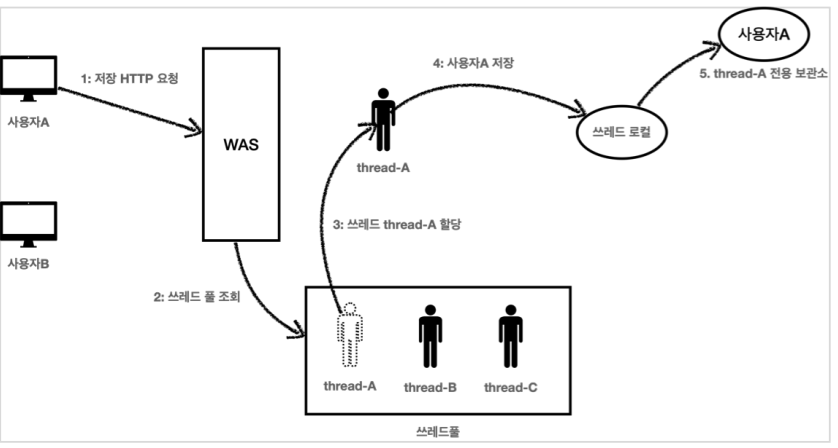 사용자A
1: 저장 HTTP 요청
4: 사용자A 저장
5. thread-A 전용 보관소
사용자A
쓰레드 로컬
WAS
thread-A
3: 쓰레드 thread-A 할당
사용자B
2: 쓰레드 풀 조회
thread-A
thread-B
thread-C
쓰레드풀